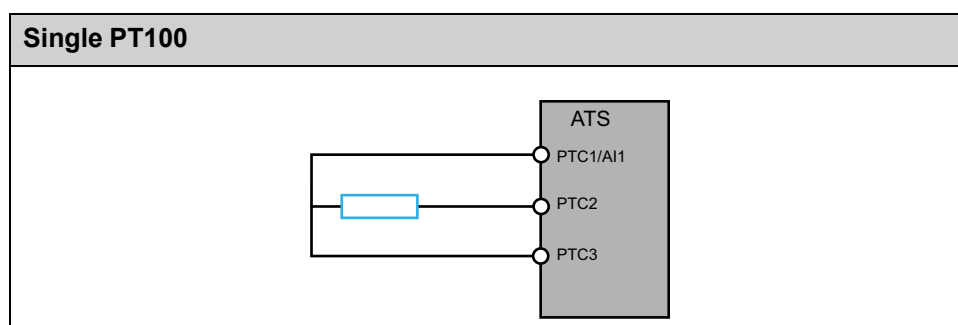 Single PT100
ATS
PTC1/AI1
PTC2
PTC3